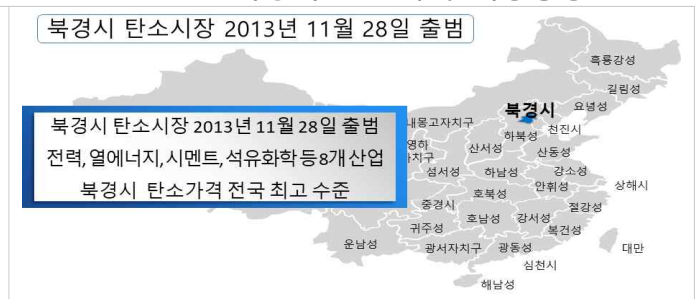 북경시 탄소시장 2013년 11월 28일 출범
흑룡강성
길림성
북경시
요녕성
북경시 탄소시장 2013년 11월 28일 출범
전력, 열에너지, 시멘트, 석유화학 등 8개 산업
북경시 탄소가격 전국 최고 수준
내몽고자치구
하북성
천진시
영하
자치구
산서성
산동성
섬서성
하남성
강소성
안휘성
상해시
호북성
중경시
절강성
호남성
강서성
귀주성
복건성
운남성
광서자치구
광동성
대만
심천시
해남성